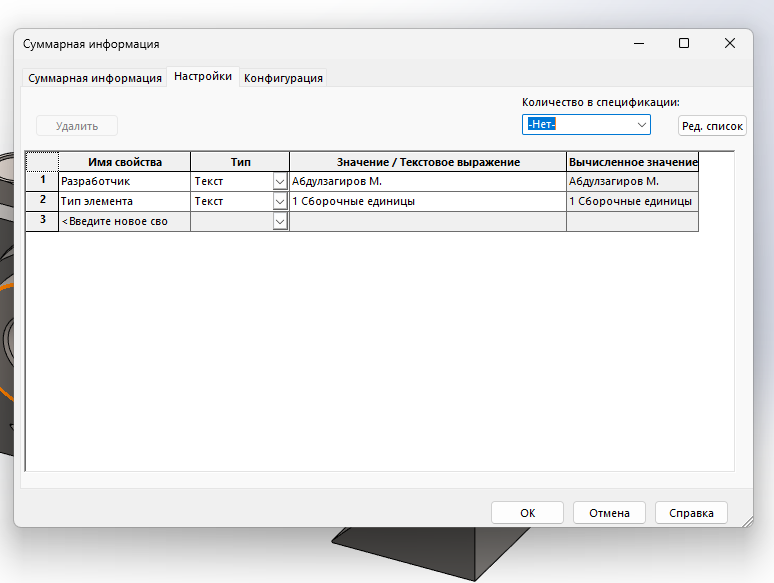 Суммарная информация
Суммарная информация Настройки Конфигурация
Количество в спецификации:
Удалить -Нет- Ред. список
Имя свойства Тип Значение / Текстовое выражение Вычисленное значение
1 Разработчик Текст Абдулзагиров М. Абдулзагиров М.
2 Тип элемента Текст 1 Сборочные единицы 1 Сборочные единицы
3 <Введите новое сво
ОК Отмена Справка